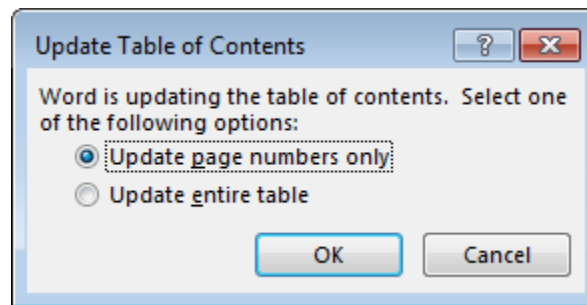 Update Table of Contents
?
Word is updating the table of contents. Select one
of the following options:
Update page numbers only
Update entire table
OK
Cancel